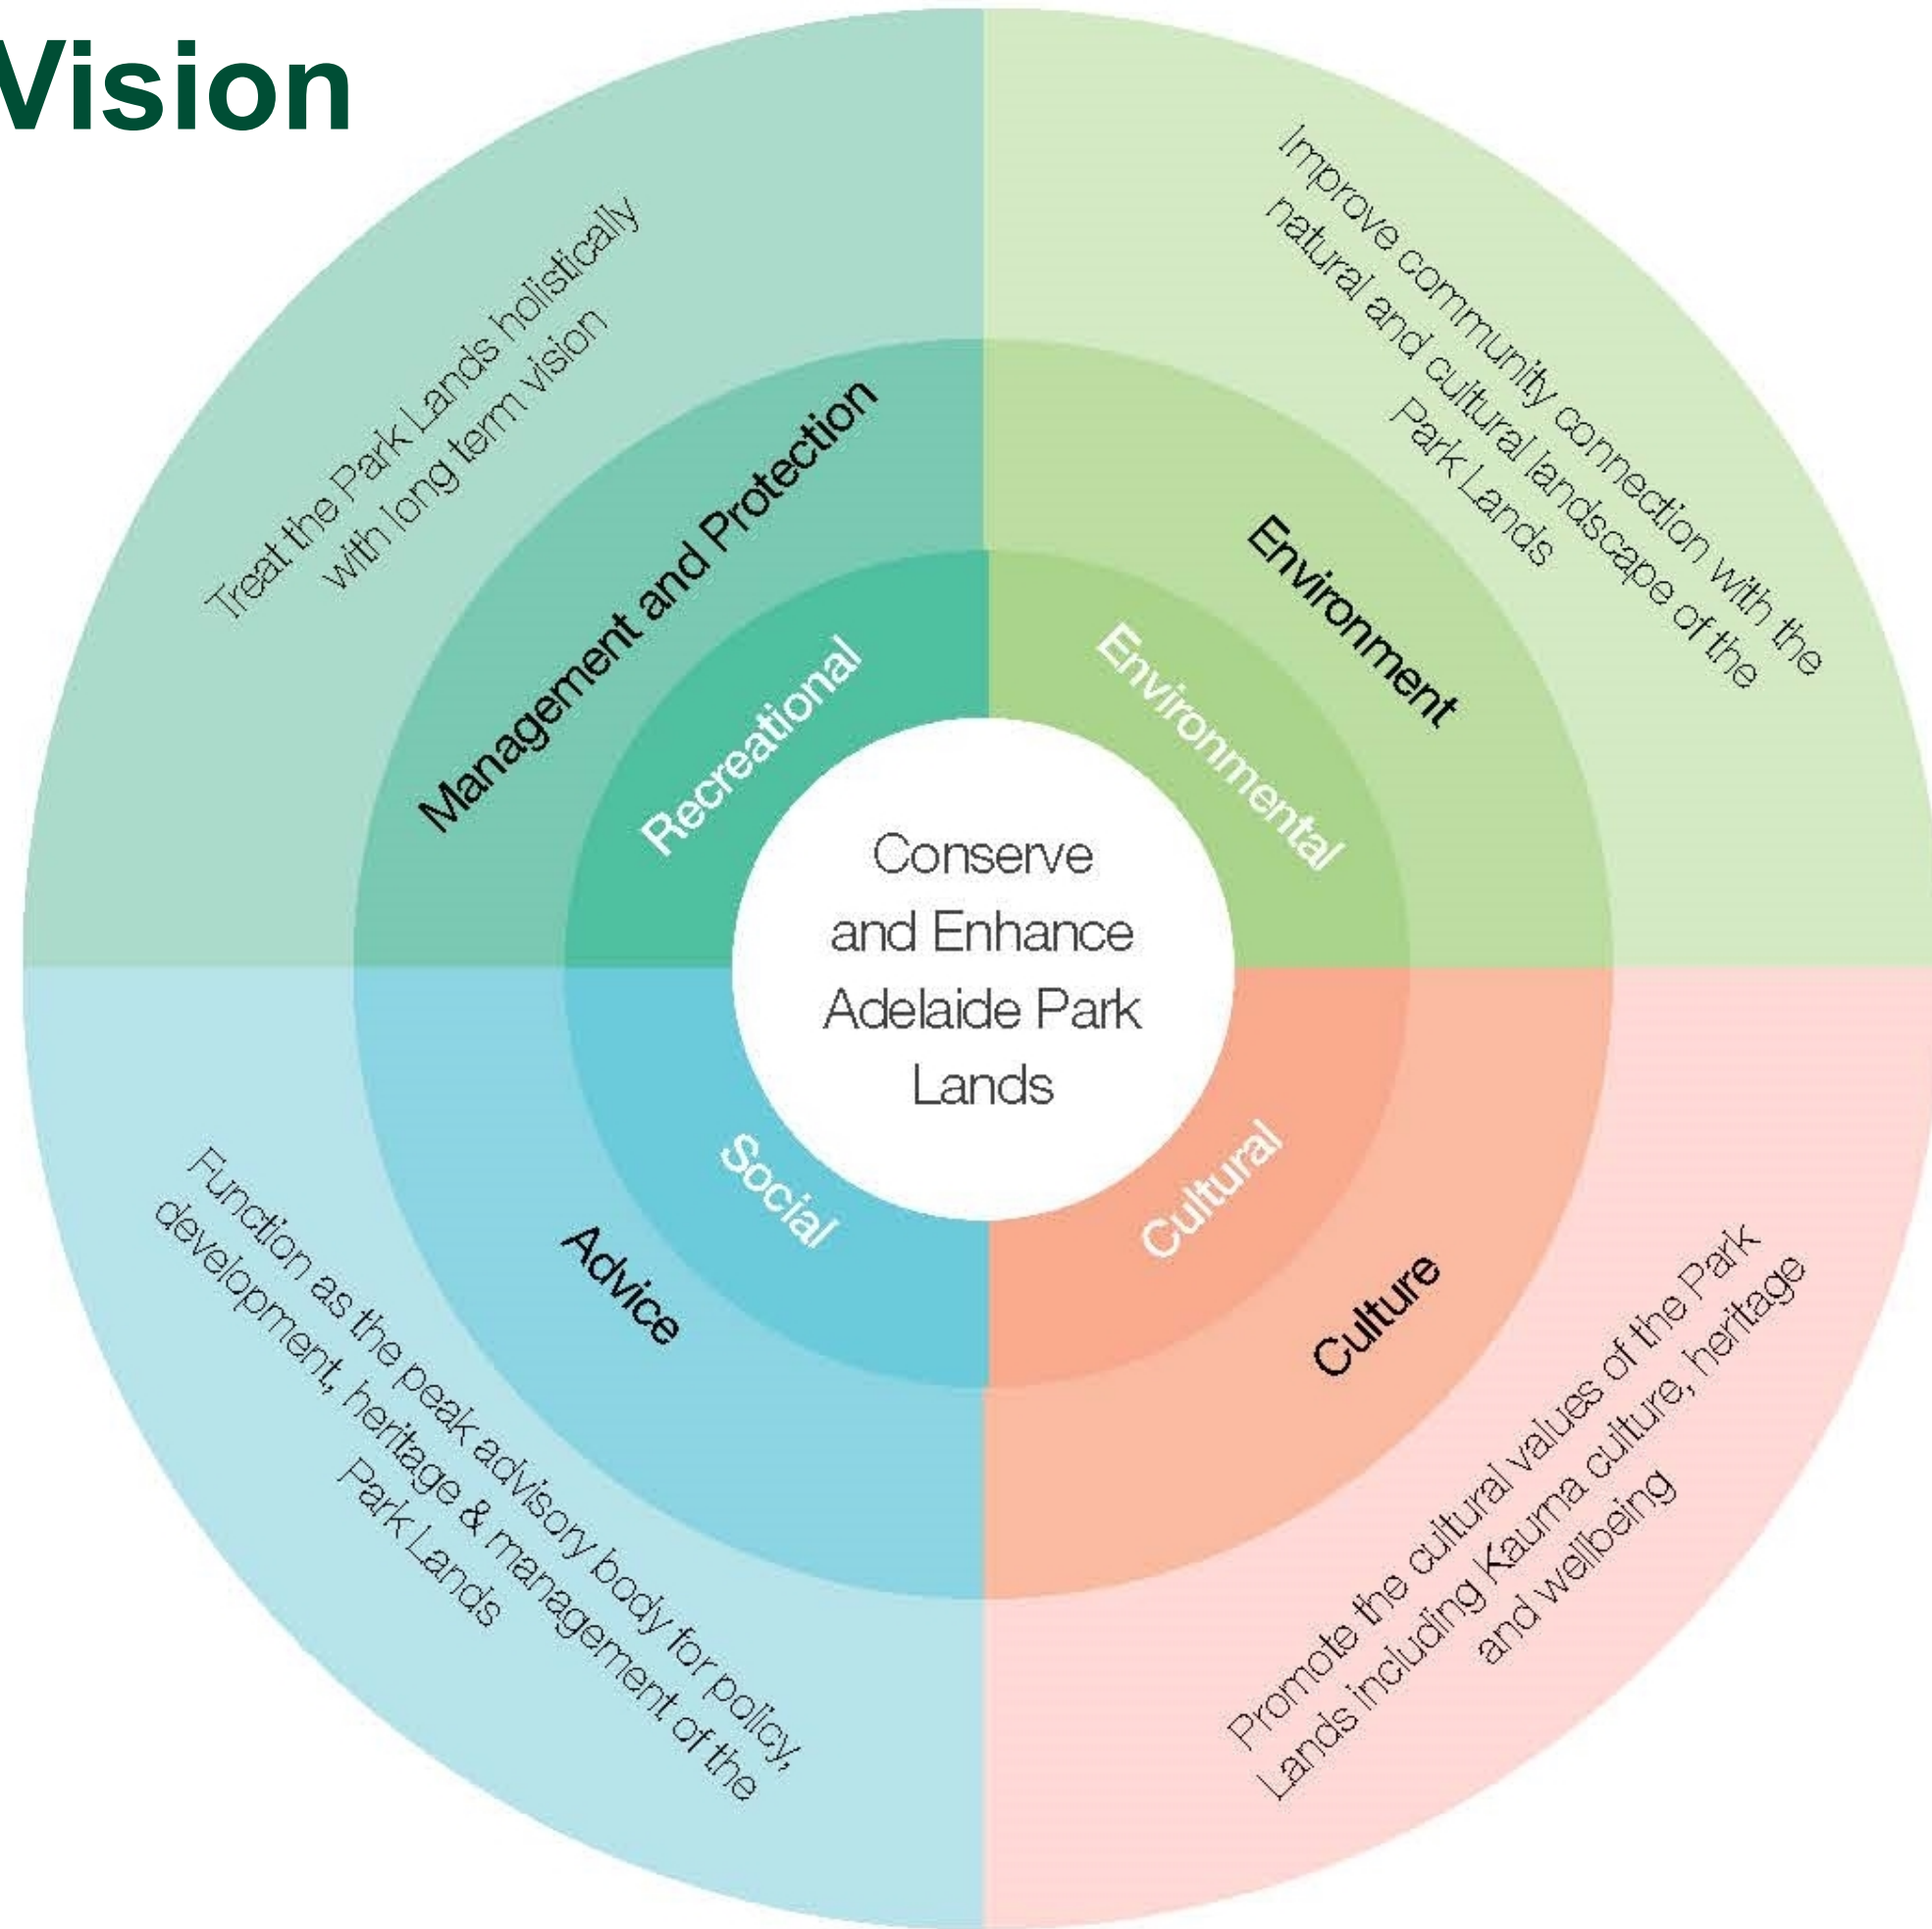 Vision
Treat the Park Lands holistically
with long term vision
Management and Protection
Recreational
Improve community connection with the
natural and cultural landscape of the
Park Lands
Environment
Environmental
Conserve
and Enhance
Adelaide Park
Lands
Social
Advice
Function as the peak advisory body for policy,
development, heritage & management of the
Park Lands
Cultural
Culture
Promote the cultural values of the Park
Lands including Kaurna culture, heritage
and wellbeing